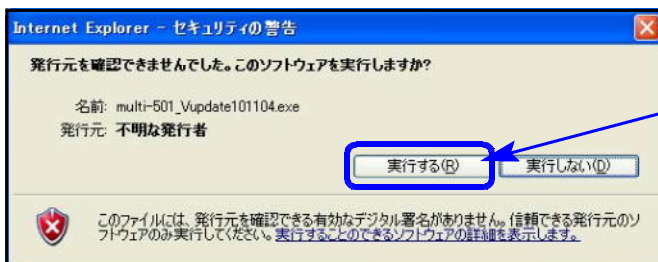 Internet Explorer - セキュリティの警告
発行元を確認できませんでした。このソフトウェアを実行しますか?
名前: multi-501_Vupdate101104.exe
発行元: 不明な発行者
実行する(R) 実行しない(D)
このファイルには、発行元を確認できる有効なデジタル署名がありません。信頼できる発行元のソ
フトウェアのみ実行してください。実行することのできるソフトウェアの詳細を表示します。